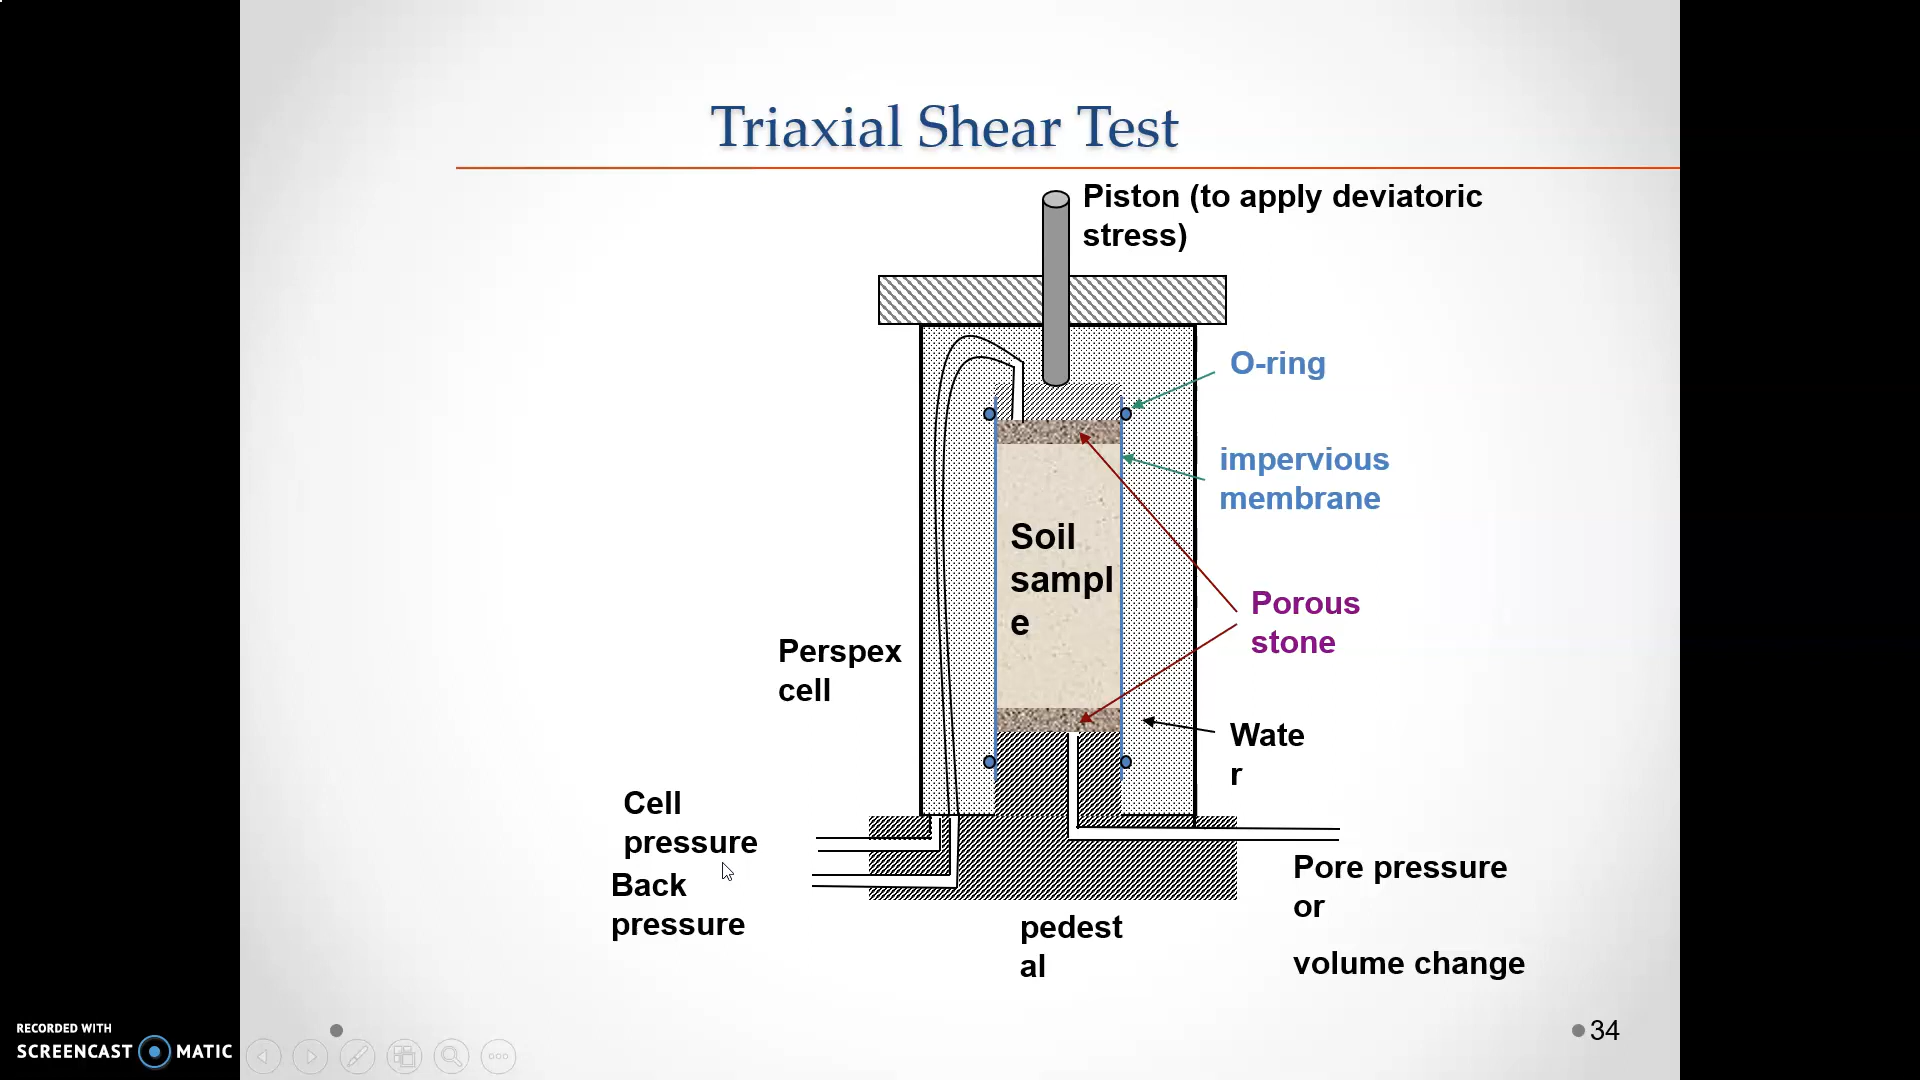 Triaxial Shear Test
Piston (to apply deviatoric
stress)
O-ring
impervious
membrane
Soil
sampl
e
Porous
stone
Perspex
cell
Wate
r
Cell
pressure
Back
pressure
Pore pressure
or
volume change
pedest
al
34
RECORDED WITH
SCREENCAST MATIC